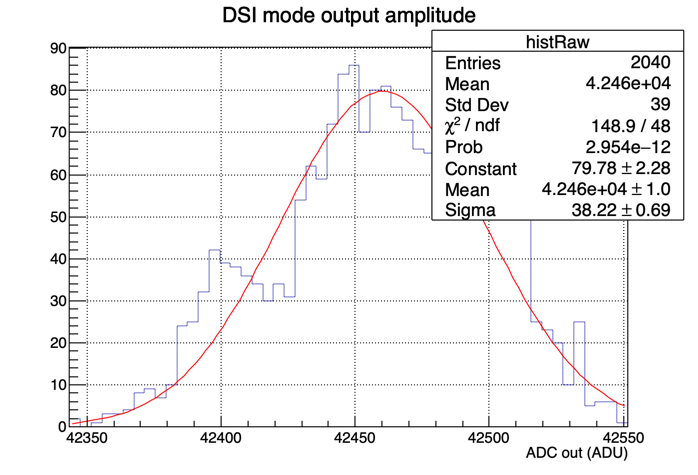 DSI mode output amplitude
histRaw
Entries 2040
Mean 4.246e+04
Std Dev 39
χ² / ndf 148.9 / 48
Prob 2.954e−12
Constant 79.78 ± 2.28
Mean 4.246e+04 ± 1.0
Sigma 38.22 ± 0.69
90
80
70
60
50
40
30
20
10
0
42350 42400 42450 42500 42550
ADC out (ADU)